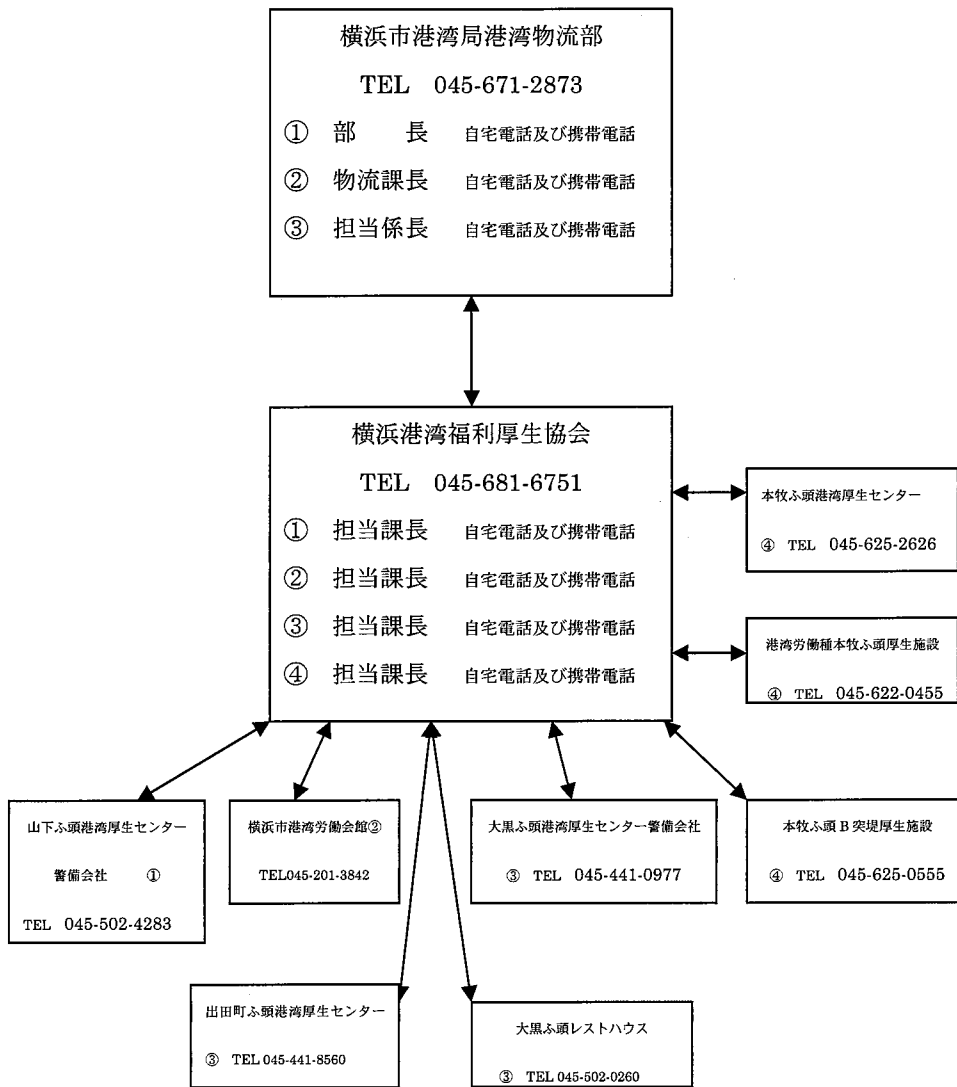 横浜市港湾局港湾物流部
TEL 045-671-2873
① 部 長 自宅電話及び携帯電話
② 物流課長 自宅電話及び携帯電話
③ 担当係長 自宅電話及び携帯電話
横浜港湾福利厚生協会
TEL 045-681-6751
① 担当課長 自宅電話及び携帯電話
② 担当課長 自宅電話及び携帯電話
③ 担当課長 自宅電話及び携帯電話
④ 担当課長 自宅電話及び携帯電話
本牧ふ頭港湾厚生センター
④ TEL 045-625-2626
港湾労働種本牧ふ頭厚生施設
④ TEL 045-622-0455
山下ふ頭港湾厚生センター
警備会社 ①
TEL 045-502-4283
横浜市港湾労働会館②
TEL045-201-3842
大黒ふ頭港湾厚生センター警備会社
③ TEL 045-441-0977
本牧ふ頭B突堤厚生施設
④ TEL 045-625-0555
出田町ふ頭港湾厚生センター
③ TEL 045-441-8560
大黒ふ頭レストハウス
③ TEL 045-502-0260